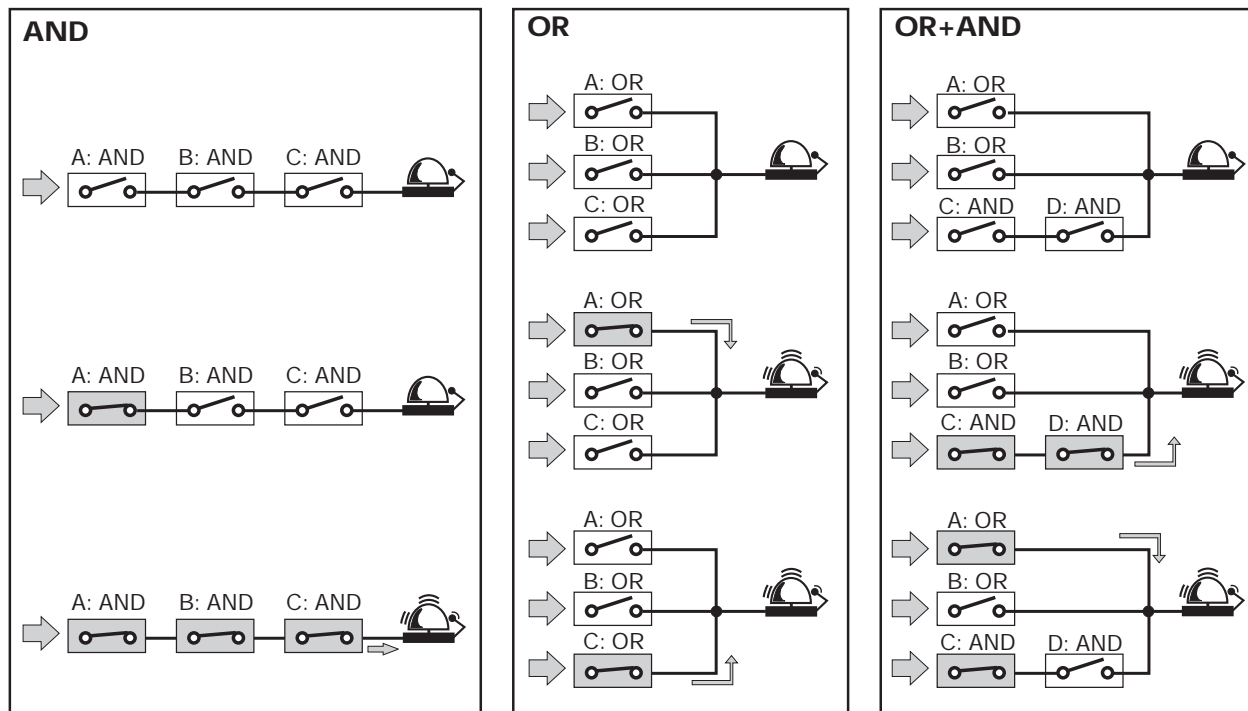 AND
A: AND B: AND C: AND
A: AND B: AND C: AND
A: AND B: AND C: AND
OR
A: OR
B: OR
C: OR
A: OR
B: OR
C: OR
A: OR
B: OR
C: OR
OR+AND
A: OR
B: OR
C: AND D: AND
A: OR
B: OR
C: AND D: AND
A: OR
B: OR
C: AND D: AND